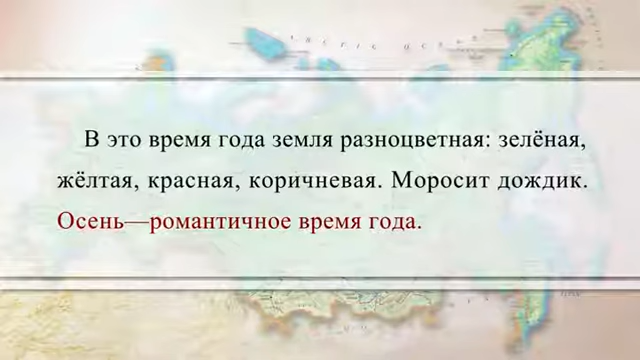 В это время года земля разноцветная: зелёная,
жёлтая, красная, коричневая. Моросит дождик.
Осень—романтичное время года.